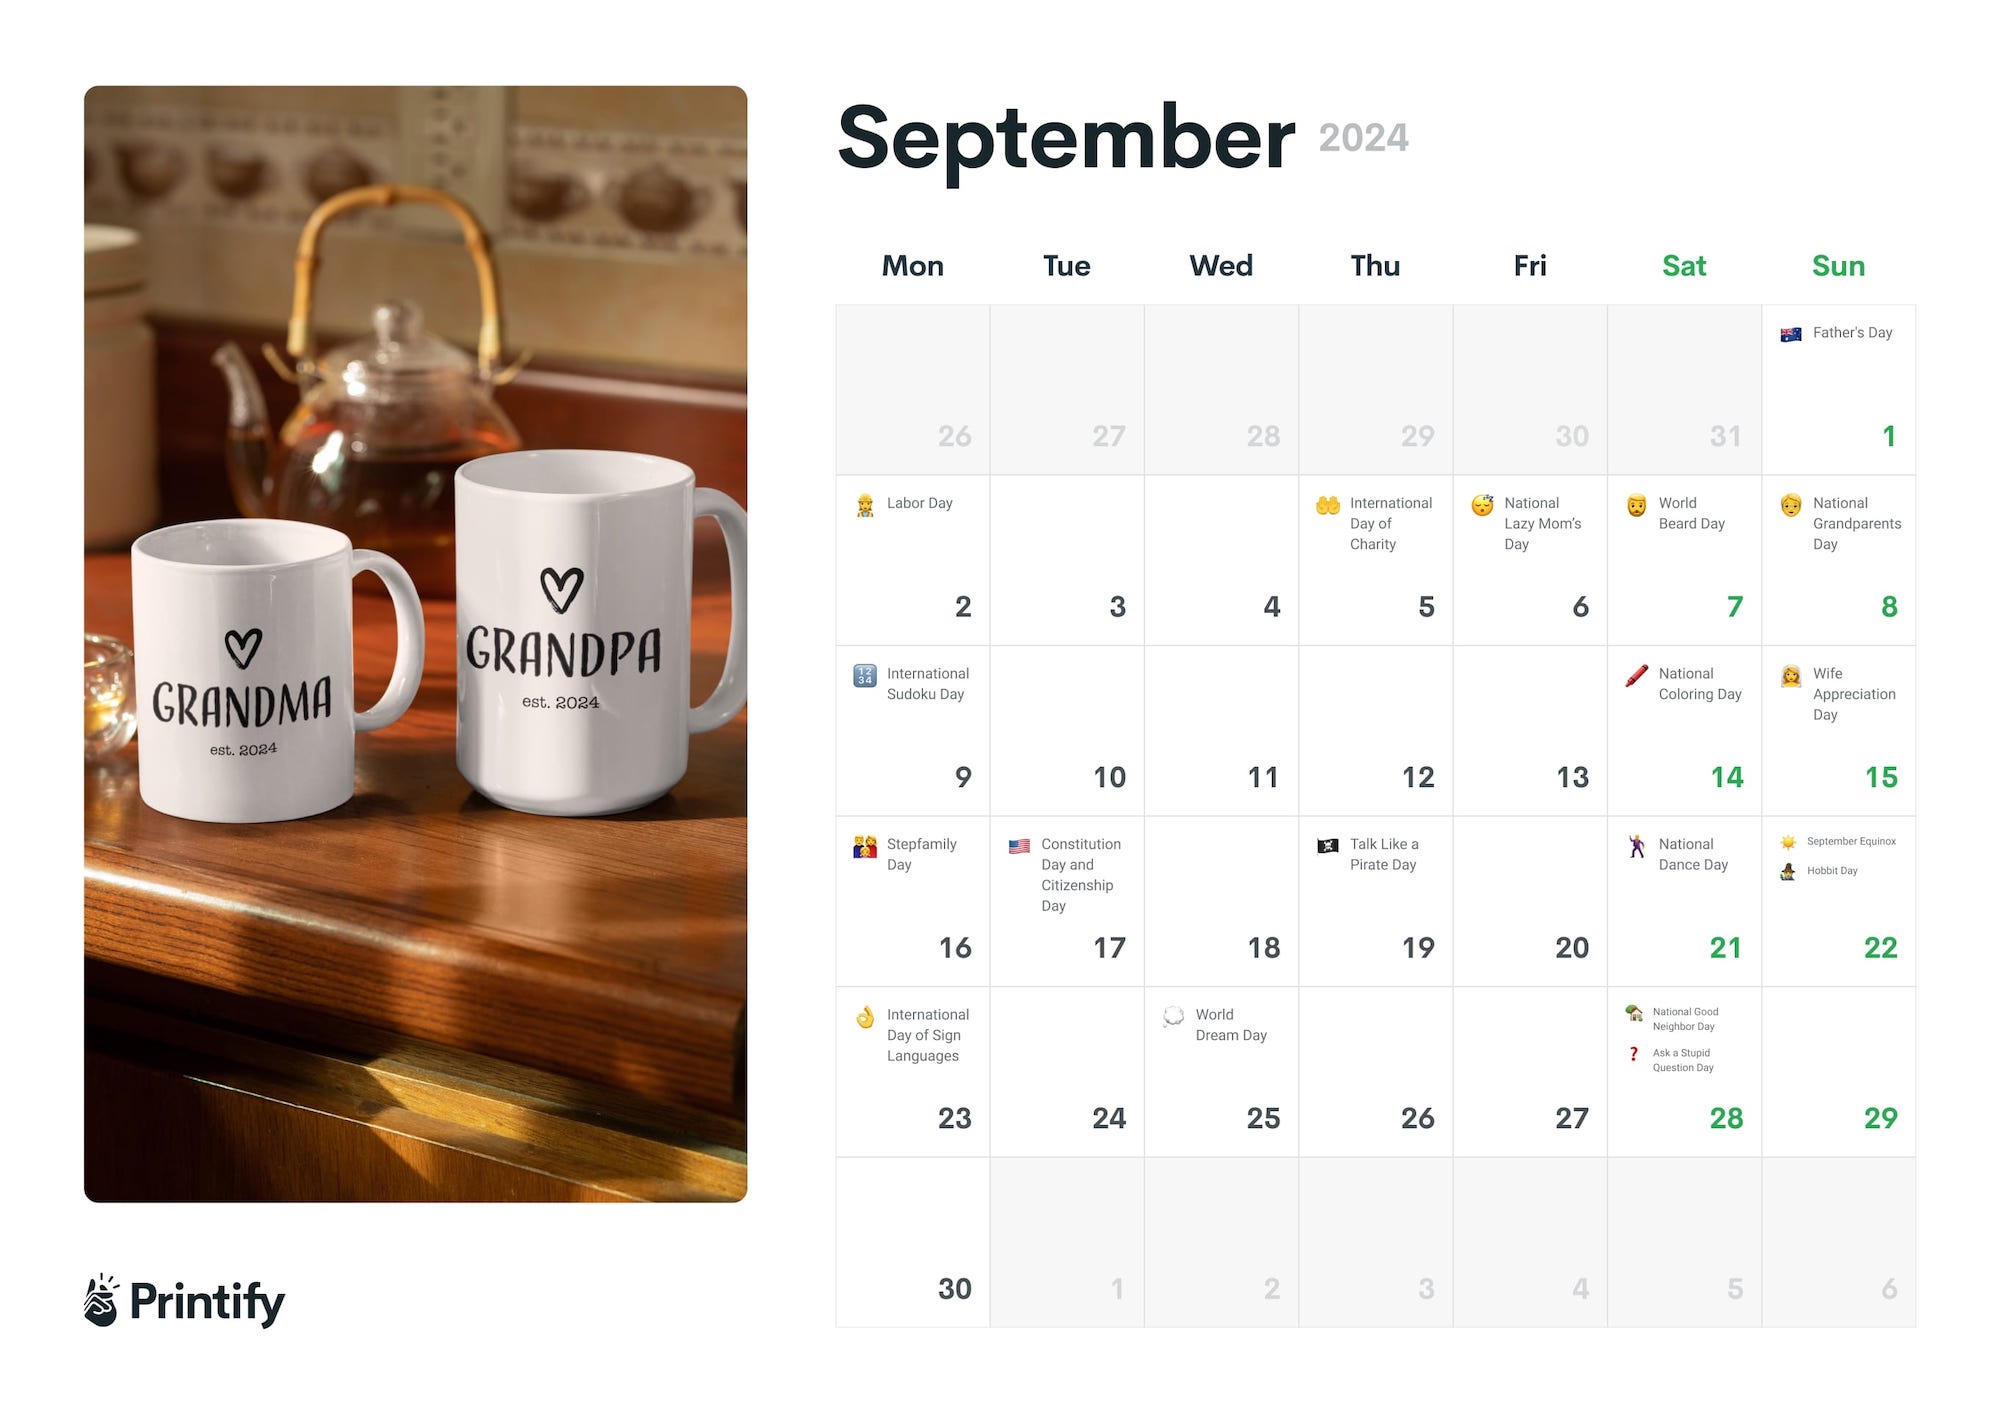 September 2024
Mon Tue Wed Thu Fri Sat Sun
Father's Day
26 27 28 29 30 31 1
Labor Day
International
Day of
Charity
National
Lazy Mom’s
Day
World
Beard Day
National
Grandparents
Day
2 3 4 5 6 7 8
International
Sudoku Day
National
Coloring Day
Wife
Appreciation
Day
9 10 11 12 13 14 15
Stepfamily
Day
Constitution
Day and
Citizenship
Day
Talk Like a
Pirate Day
National
Dance Day
September Equinox
Hobbit Day
16 17 18 19 20 21 22
International
Day of Sign
Languages
World
Dream Day
National Good
Neighbor Day
Ask a Stupid
Question Day
23 24 25 26 27 28 29
30 1 2 3 4 5 6
GRANDMA
est. 2024
GRANDPA
est. 2024
Printify